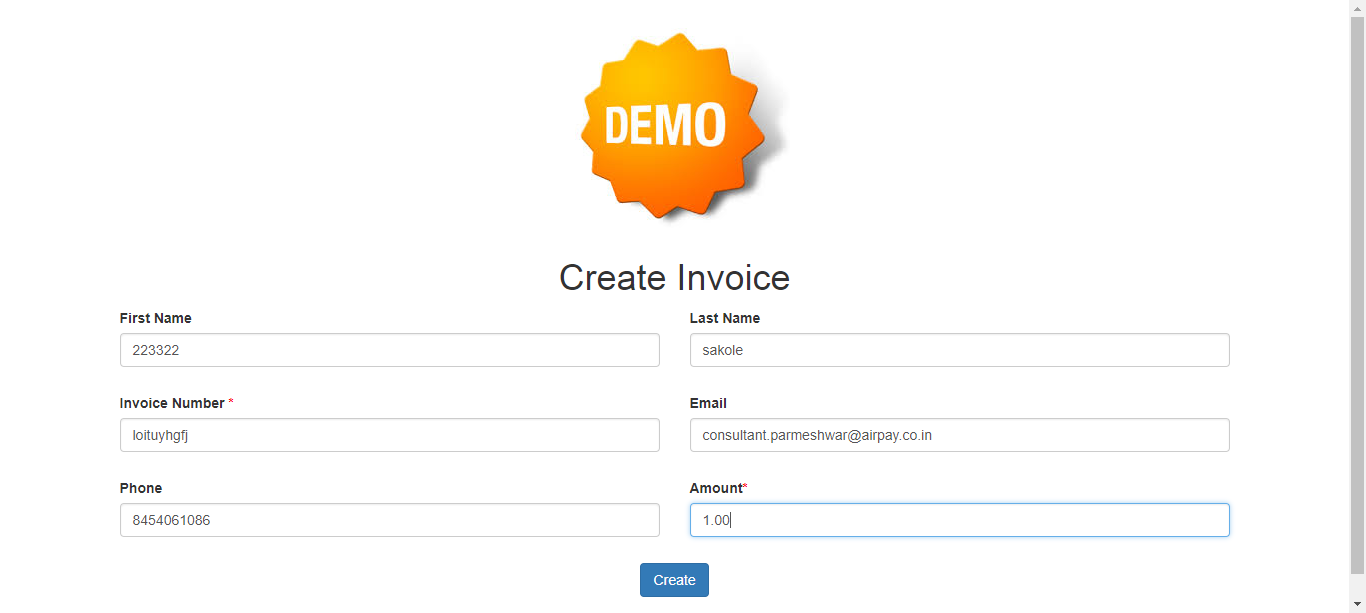 DEMO
Create Invoice
First Name
Last Name
223322
sakole
Invoice Number *
Email
loituyhgfj
consultant.parmeshwar@airpay.co.in
Phone
Amount*
8454061086
1.00
Create